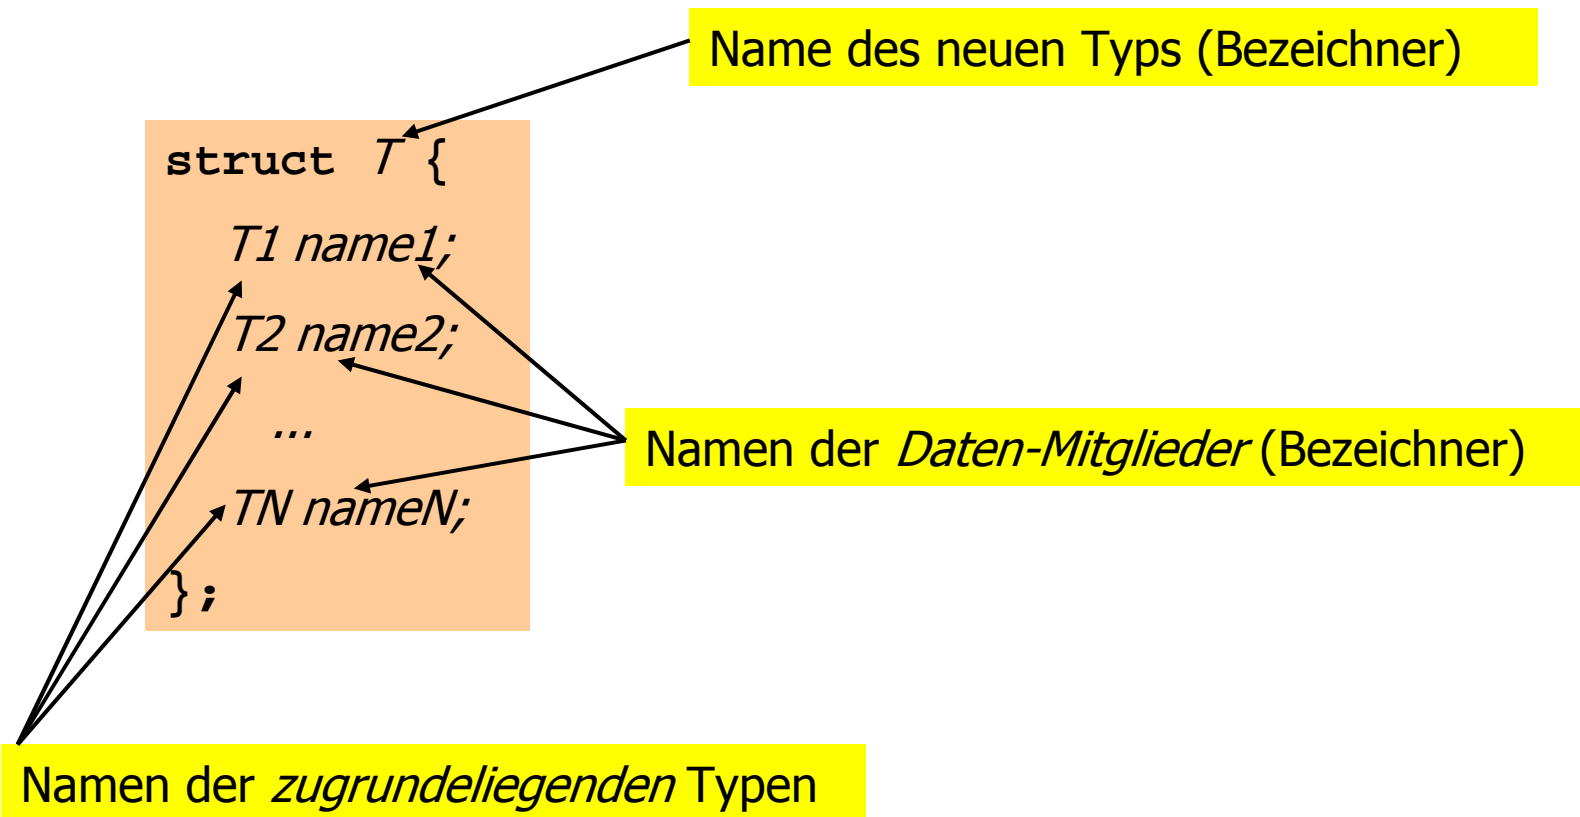 Name des neuen Typs (Bezeichner)
struct T {
T1 name1;
T2 name2;
...
TN nameN;
};
Namen der Daten-Mitglieder (Bezeichner)
Namen der zugrundeliegenden Typen